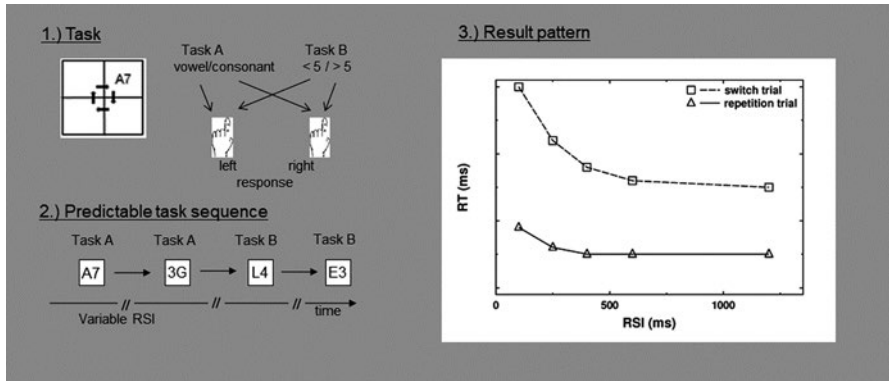 1.) Task
A7
Task A
vowel/consonant
Task B
< 5 / > 5
left
right
response
2.) Predictable task sequence
Task A
Task A
Task B
Task B
A7
3G
L4
E3
//
//
//
Variable RSI
time
3.) Result pattern
switch trial
repetition trial
RT (ms)
0
500
1000
RSI (ms)